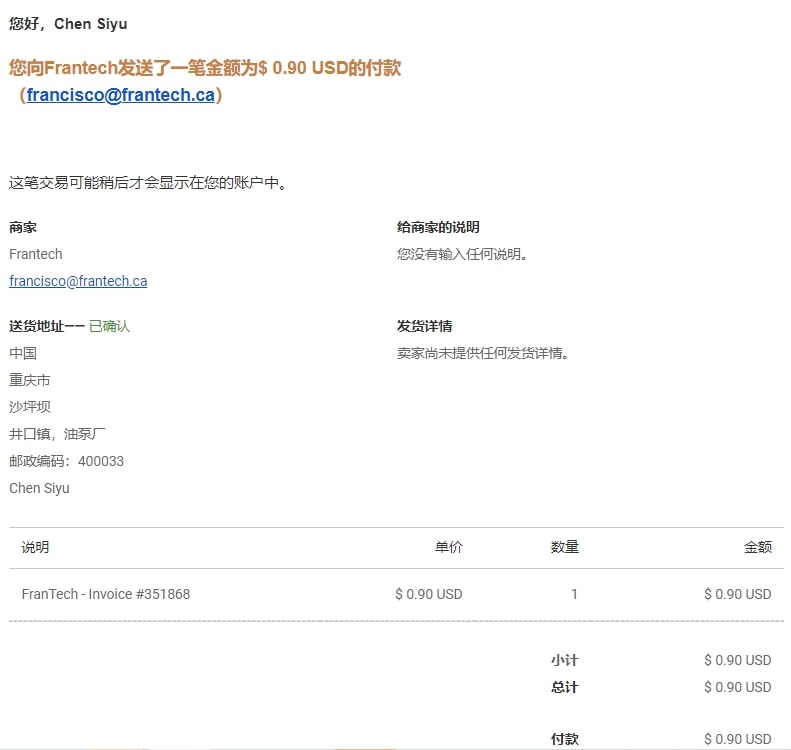 您好，Chen Siyu
您向Frantech发送了一笔金额为$ 0.90 USD的付款
（francisco@frantech.ca）
这笔交易可能稍后才会显示在您的账户中。
商家
Frantech
francisco@frantech.ca
给商家的说明
您没有输入任何说明。
送货地址—— 已确认
中国
重庆市
沙坪坝
井口镇，油泵厂
邮政编码：400033
Chen Siyu
发货详情
卖家尚未提供任何发货详情。
说明 单价 数量 金额
FranTech - Invoice #351868 $ 0.90 USD 1 $ 0.90 USD
小计 $ 0.90 USD
总计 $ 0.90 USD
付款 $ 0.90 USD